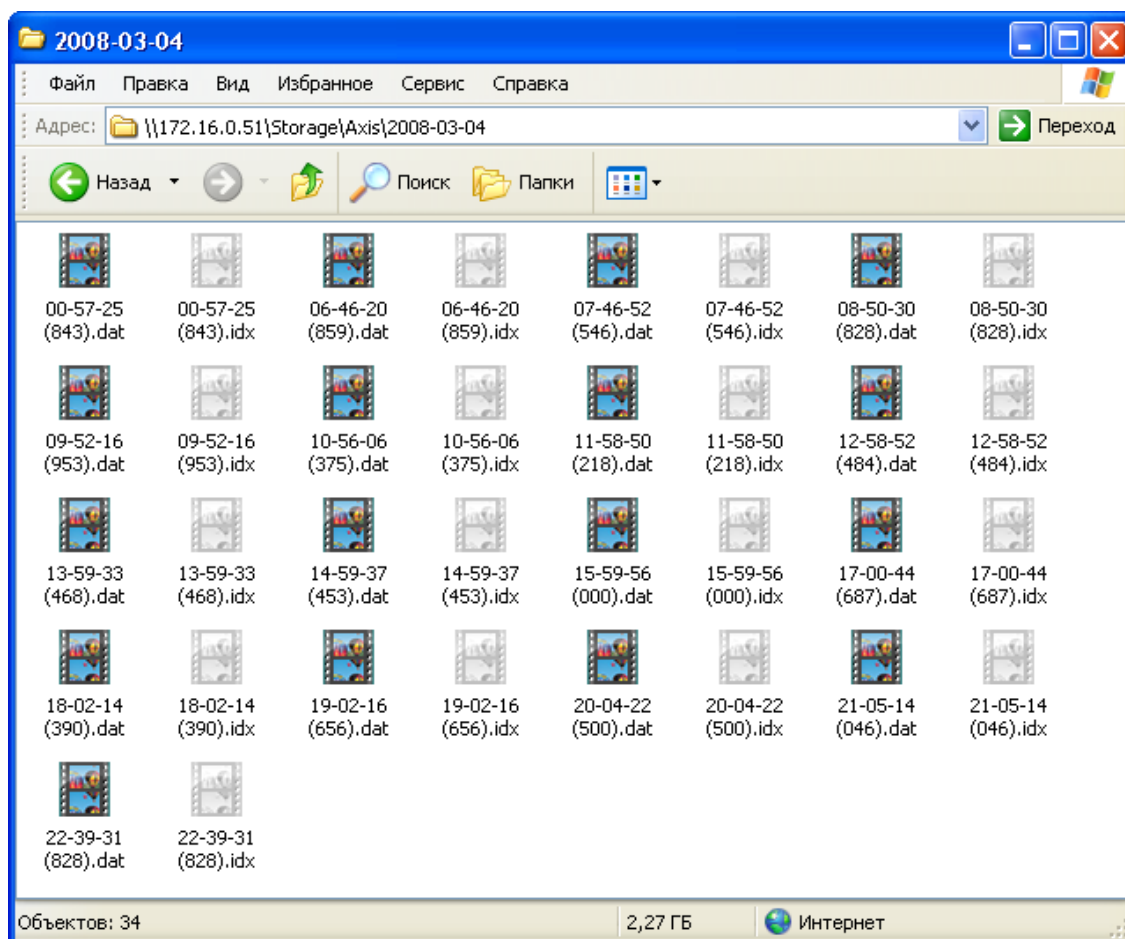 2008-03-04
Файл Правка Вид Избранное Сервис Справка
Адрес: \\172.16.0.51\Storage\Axis\2008-03-04 Переход
Назад Поиск Папки
00-57-25 00-57-25 06-46-20 06-46-20 07-46-52 07-46-52 08-50-30 08-50-30
(843).dat (843).idx (859).dat (859).idx (546).dat (546).idx (828).dat (828).idx
09-52-16 09-52-16 10-56-06 10-56-06 11-58-50 11-58-50 12-58-52 12-58-52
(953).dat (953).idx (375).dat (375).idx (218).dat (218).idx (484).dat (484).idx
13-59-33 13-59-33 14-59-37 14-59-37 15-59-56 15-59-56 17-00-44 17-00-44
(468).dat (468).idx (453).dat (453).idx (000).dat (000).idx (687).dat (687).idx
18-02-14 18-02-14 19-02-16 19-02-16 20-04-22 20-04-22 21-05-14 21-05-14
(390).dat (390).idx (656).dat (656).idx (500).dat (500).idx (046).dat (046).idx
22-39-31 22-39-31
(828).dat (828).idx
Объектов: 34 2,27 ГБ Интернет